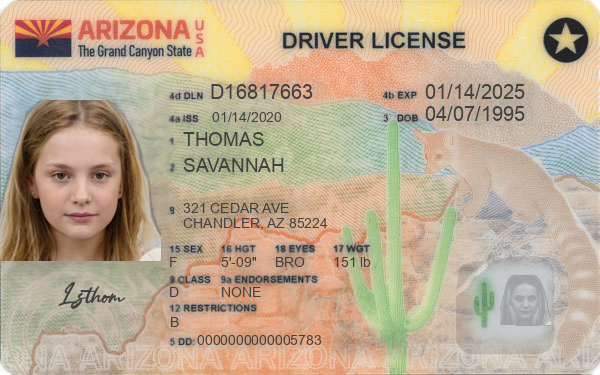 ARIZONA USA
The Grand Canyon State
DRIVER LICENSE
4d DLN D16817663
4b EXP 01/14/2025
4a ISS 01/14/2020
3 DOB 04/07/1995
1 THOMAS
2 SAVANNAH
8 321 CEDAR AVE
CHANDLER, AZ 85224
15 SEX 16 HGT 18 EYES 17 WGT
F 5'-09" BRO 151 lb
9 CLASS 9a ENDORSEMENTS
D NONE
12 RESTRICTIONS
B
5 DD: 0000000000005783
ARIZONA ARIZONA ARIZONA ARIZONA